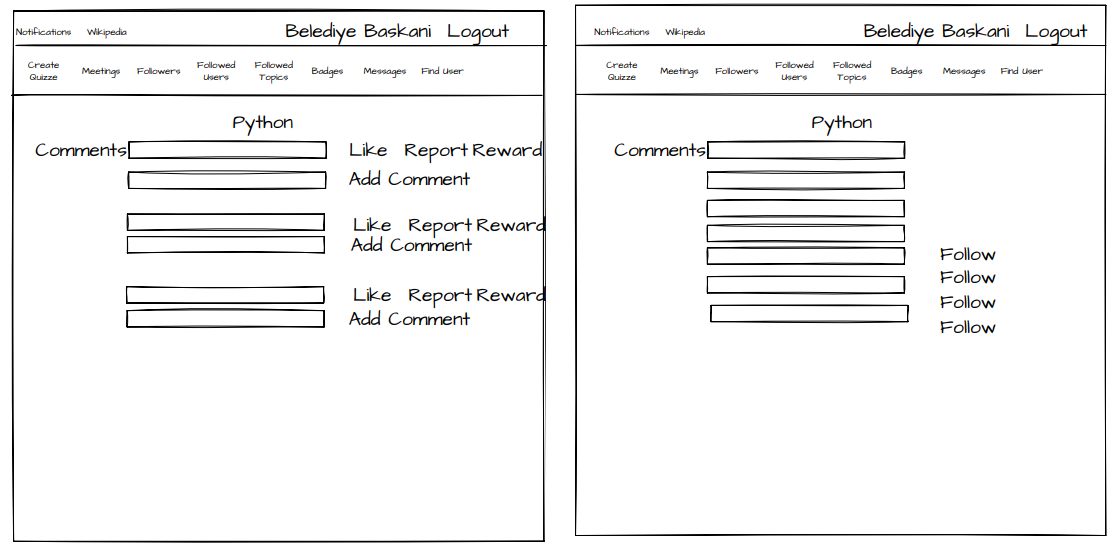 Notifications Wikipedia Belediye Baskani Logout
Create Quizze Meetings Followers Followed Users Followed Topics Badges Messages Find User
Python
Comments Like Report Reward
Add Comment
Like Report Reward
Add Comment
Like Report Reward
Add Comment
Notifications Wikipedia Belediye Baskani Logout
Create Quizze Meetings Followers Followed Users Followed Topics Badges Messages Find User
Python
Comments
Follow
Follow
Follow
Follow